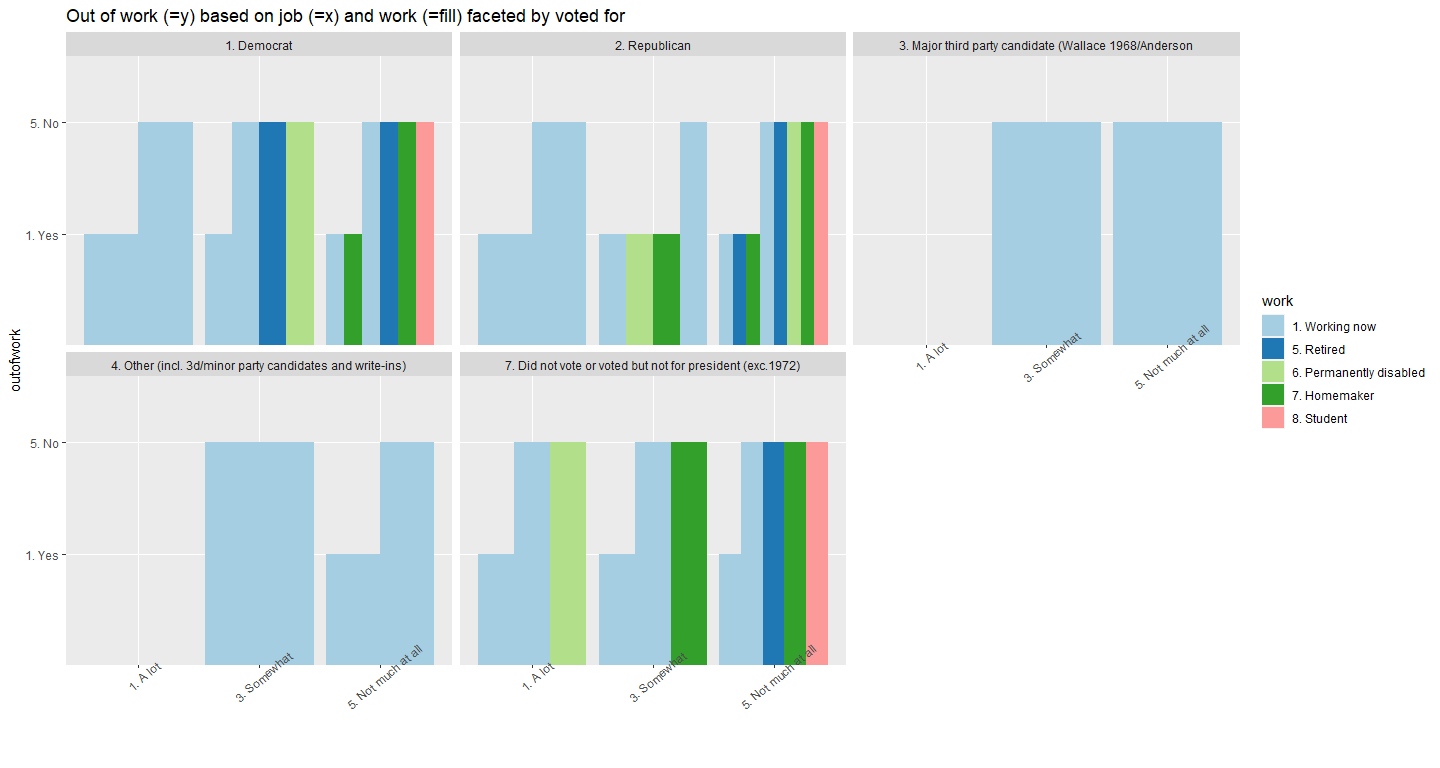 Out of work (=y) based on job (=x) and work (=fill) faceted by voted for
1. Democrat
2. Republican
3. Major third party candidate (Wallace 1968/Anderson
5. No
1. Yes
1. A lot
3. Somewhat
5. Not much at all
4. Other (incl. 3d/minor party candidates and write-ins)
7. Did not vote or voted but not for president (exc.1972)
5. No
1. Yes
1. A lot
3. Somewhat
5. Not much at all
1. A lot
3. Somewhat
5. Not much at all
outofwork
work
1. Working now
5. Retired
6. Permanently disabled
7. Homemaker
8. Student